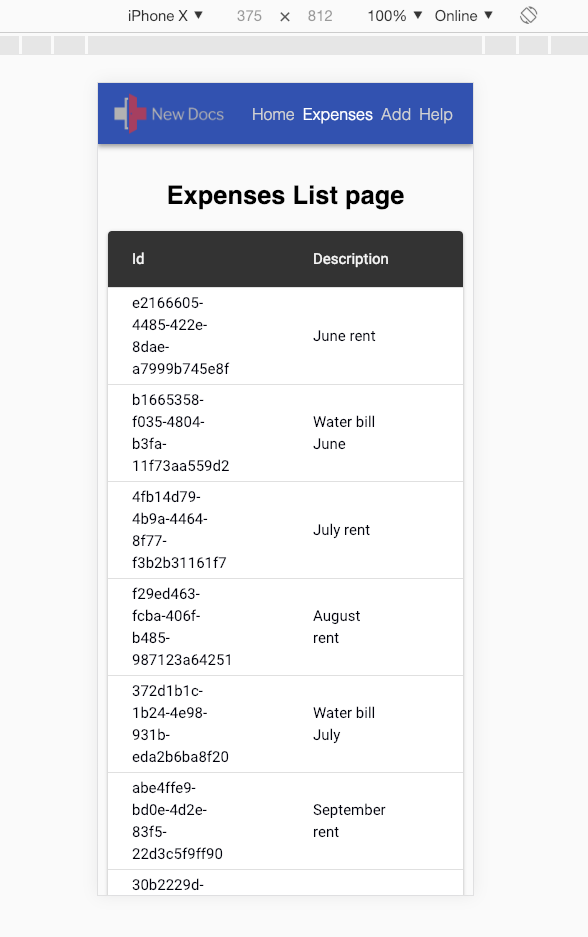 iPhone X ▼ 375 × 812 100% ▼ Online ▼
New Docs Home Expenses Add Help
Expenses List page
Id Description
e2166605-
4485-422e-
8dae-
a7999b745e8f
June rent
b1665358-
f035-4804-
b3fa-
11f73aa559d2
Water bill
June
4fb14d79-
4b9a-4464-
8f77-
f3b2b31161f7
July rent
f29ed463-
fcba-406f-
b485-
987123a64251
August
rent
372d1b1c-
1b24-4e98-
931b-
eda2b6ba8f20
Water bill
July
abe4ffe9-
bd0e-4d2e-
83f5-
22d3c5f9ff90
September
rent
30b2229d-